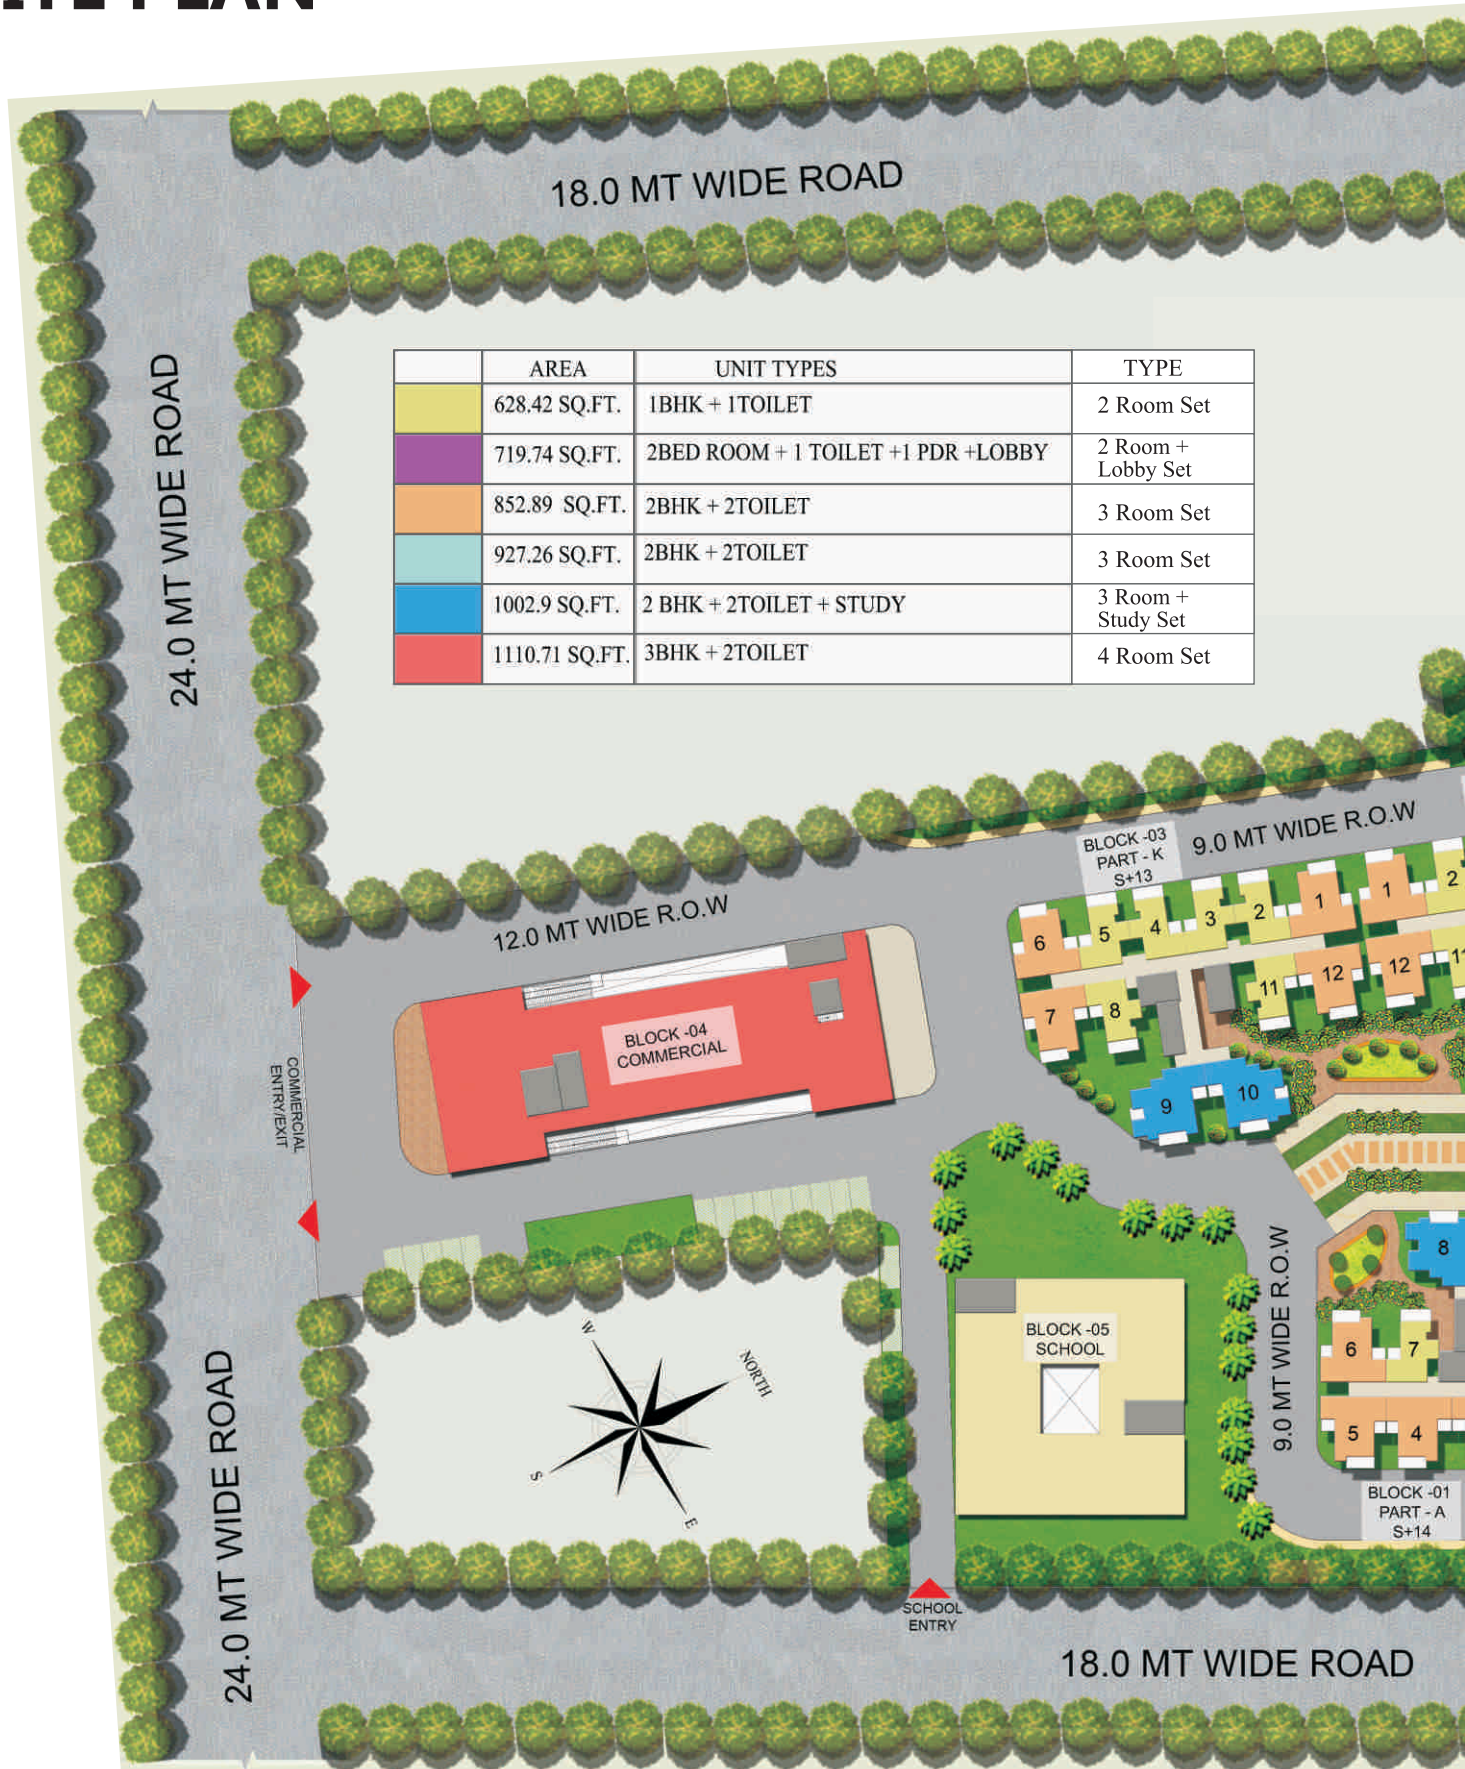 18.0 MT WIDE ROAD
24.0 MT WIDE ROAD
AREA UNIT TYPES TYPE
628.42 SQ.FT. 1BHK + 1TOILET 2 Room Set
719.74 SQ.FT. 2BED ROOM + 1 TOILET +1 PDR +LOBBY 2 Room +
Lobby Set
852.89 SQ.FT. 2BHK + 2TOILET 3 Room Set
927.26 SQ.FT. 2BHK + 2TOILET 3 Room Set
1002.9 SQ.FT. 2 BHK + 2TOILET + STUDY 3 Room +
Study Set
1110.71 SQ.FT. 3BHK + 2TOILET 4 Room Set
BLOCK -03
PART - K
S+13
9.0 MT WIDE R.O.W
12.0 MT WIDE R.O.W
6 5 4 3 2 1 1 2
7 8 11 12 12 11
9 10
BLOCK -04
COMMERCIAL
COMMERCIAL
ENTRY/EXIT
9.0 MT WIDE R.O.W
8
BLOCK -05
SCHOOL
6 7
5 4
BLOCK -01
PART - A
S+14
W
NORTH
S
E
24.0 MT WIDE ROAD
SCHOOL
ENTRY
18.0 MT WIDE ROAD